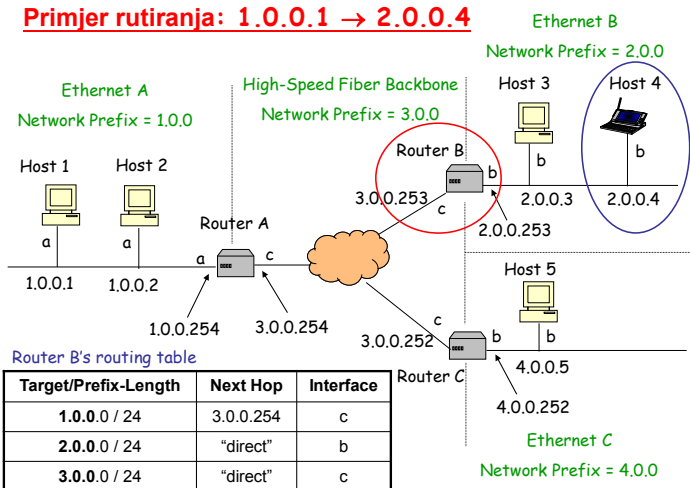 Primjer rutiranja: 1.0.0.1 → 2.0.0.4
Ethernet B
Network Prefix = 2.0.0
Ethernet A
Network Prefix = 1.0.0
High-Speed Fiber Backbone
Network Prefix = 3.0.0
Host 3
Host 4
Host 1
Host 2
Router B
b
b
b
3.0.0.253
c
2.0.0.3
2.0.0.4
2.0.0.253
a
a
Router A
a
c
1.0.0.1
1.0.0.2
Host 5
1.0.0.254
3.0.0.254
c
3.0.0.252
b
b
Router C
4.0.0.5
4.0.0.252
Ethernet C
Network Prefix = 4.0.0
Router B's routing table
Target/Prefix-Length Next Hop Interface
1.0.0.0 / 24 3.0.0.254 c
2.0.0.0 / 24 “direct” b
3.0.0.0 / 24 “direct” c